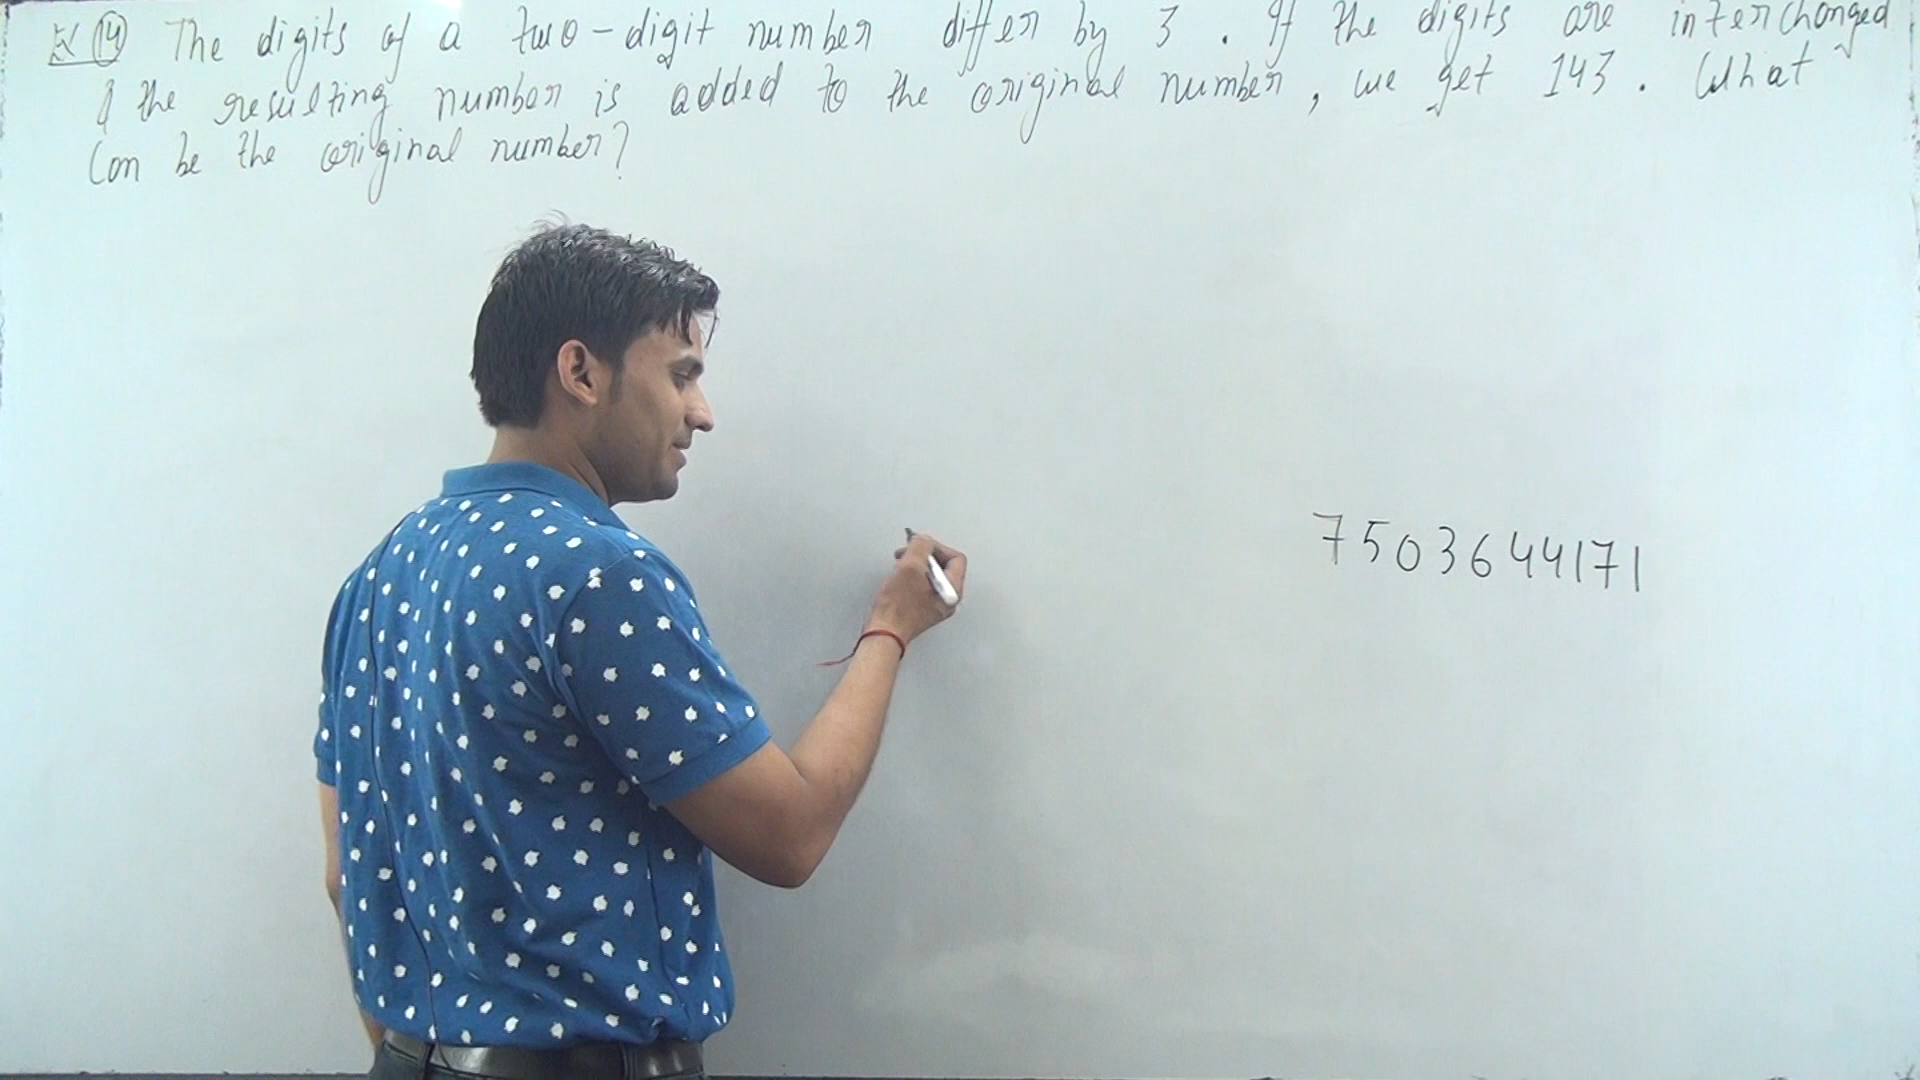 Ex 14 The digits of a two-digit number differ by 3. If the digits are interchanged
& the resulting number is added to the original number, we get 143. What
Can be the original number?
7503644171